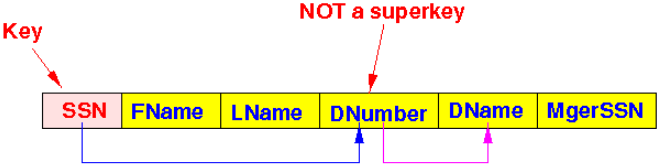 NOT a superkey
Key
SSN FName LName DNumber DName MgerSSN